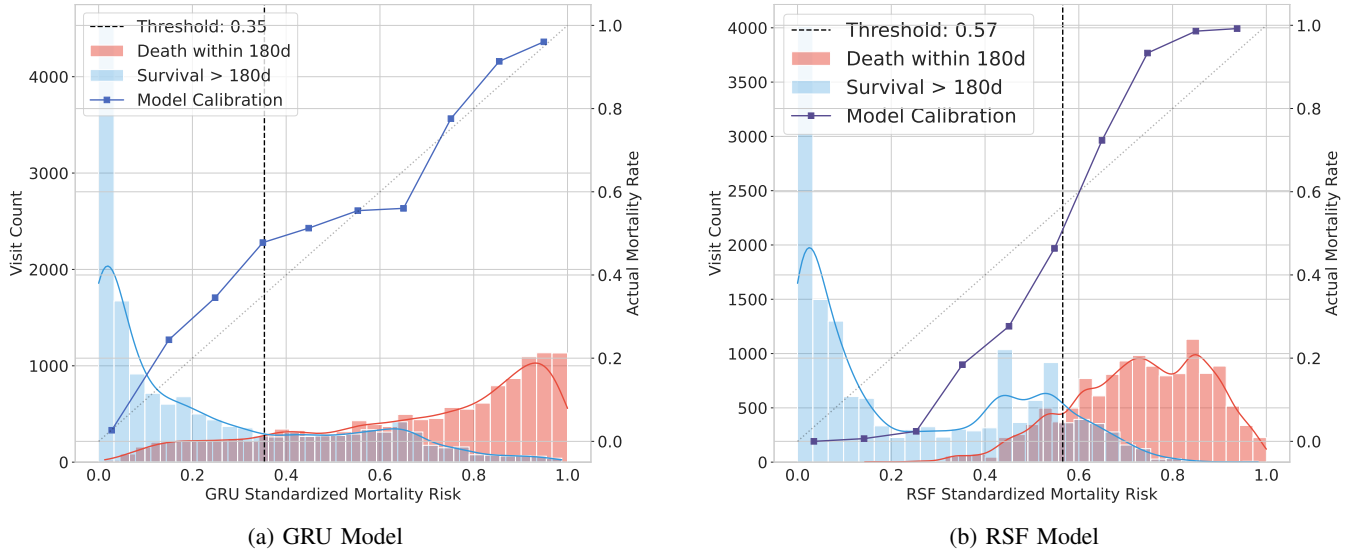 Threshold: 0.35
Death within 180d
Survival > 180d
Model Calibration
Visit Count
4000
3000
2000
1000
0
1.0
0.8
0.6
0.4
0.2
0.0
Actual Mortality Rate
0.0 0.2 0.4 0.6 0.8 1.0
GRU Standardized Mortality Risk
(a) GRU Model
Threshold: 0.57
Death within 180d
Survival > 180d
Model Calibration
Visit Count
4000
3500
3000
2500
2000
1500
1000
500
0
1.0
0.8
0.6
0.4
0.2
0.0
Actual Mortality Rate
0.0 0.2 0.4 0.6 0.8 1.0
RSF Standardized Mortality Risk
(b) RSF Model